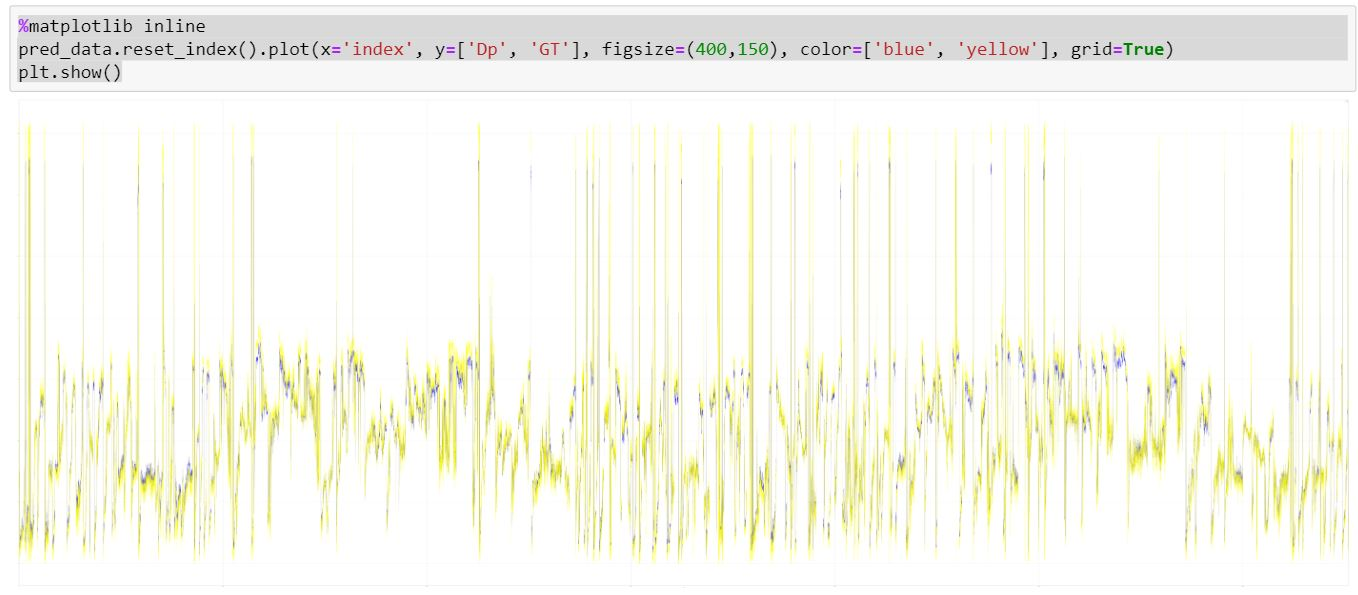 %matplotlib inline
pred_data.reset_index().plot(x='index', y=['Dp', 'GT'], figsize=(400,150), color=['blue', 'yellow'], grid=True)
plt.show()